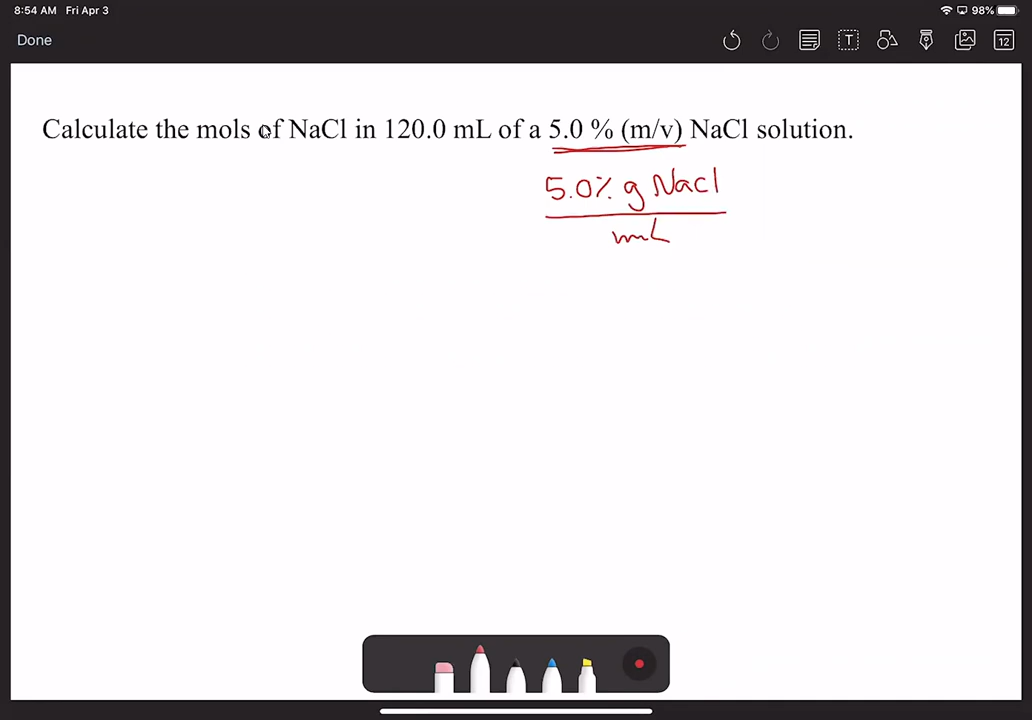 8:54 AM Fri Apr 3 98%
Done
T 12
Calculate the mols of NaCl in 120.0 mL of a 5.0 % (m/v) NaCl solution.
5.0% g Nacl
mL